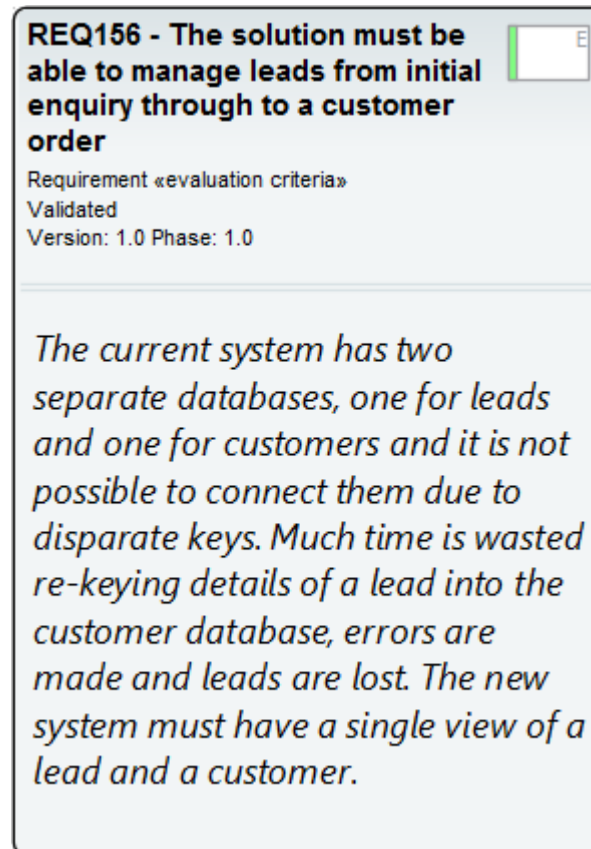 REQ156 - The solution must be
able to manage leads from initial
enquiry through to a customer
order
E
Requirement «evaluation criteria»
Validated
Version: 1.0 Phase: 1.0
The current system has two
separate databases, one for leads
and one for customers and it is not
possible to connect them due to
disparate keys. Much time is wasted
re-keying details of a lead into the
customer database, errors are
made and leads are lost. The new
system must have a single view of a
lead and a customer.